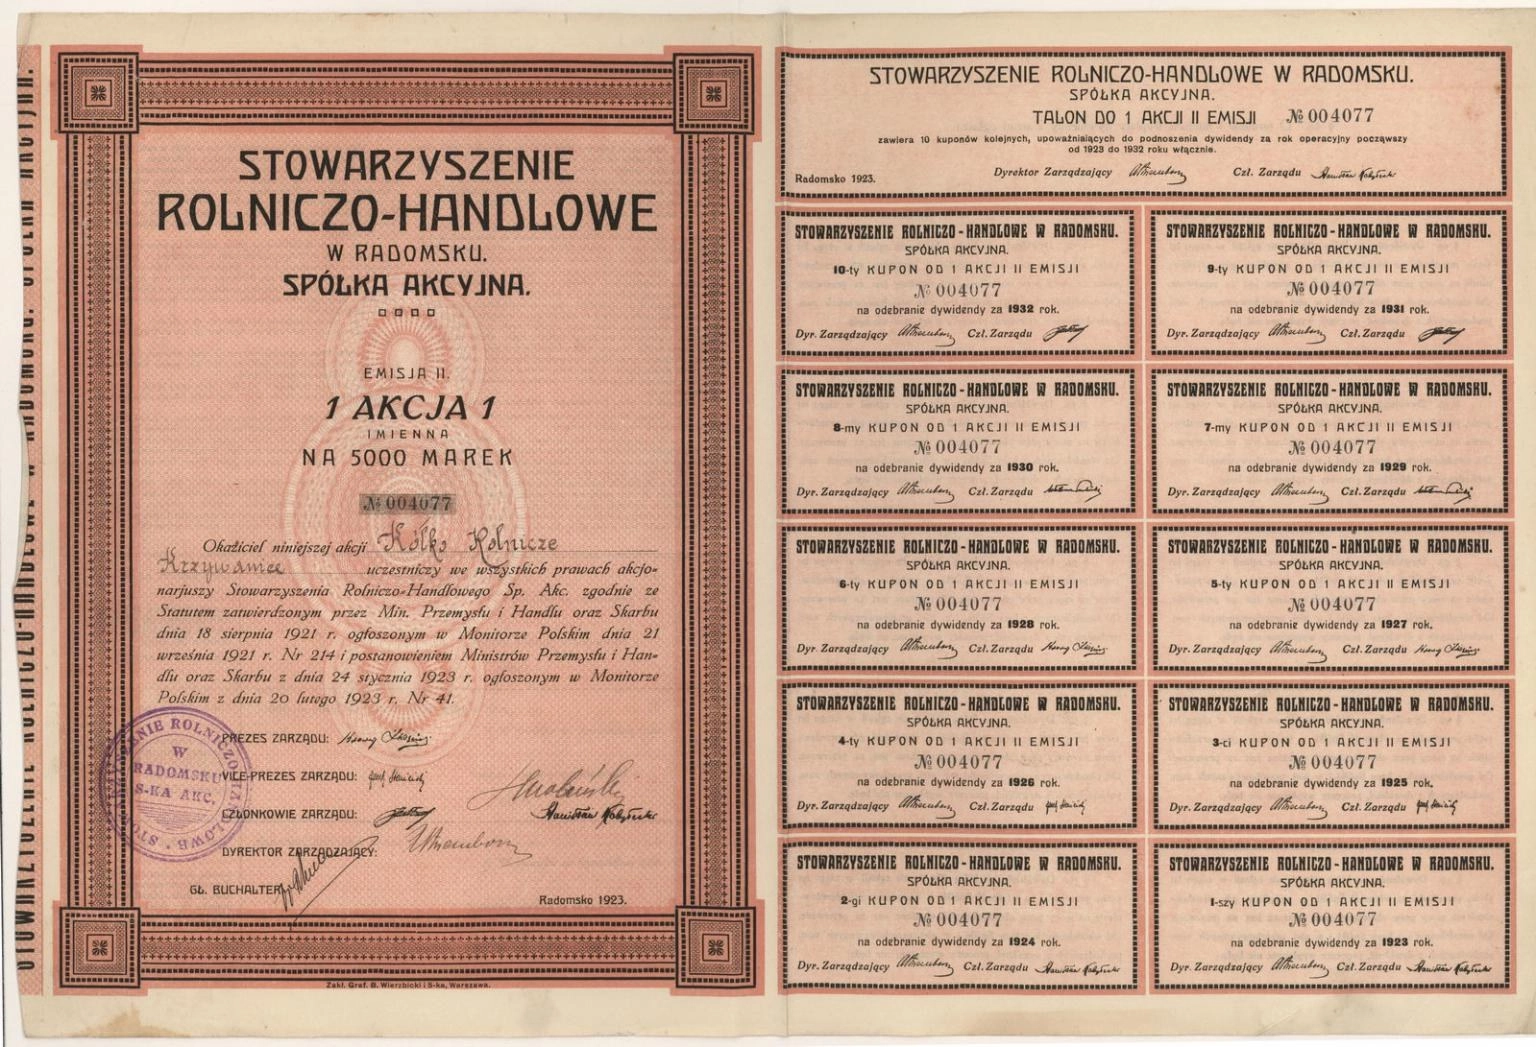 STOWARZYSZENIE
ROLNICZO-HANDLOWE
W RADOMSKU.
SPÓŁKA AKCYJNA.
EMISJA II.
1 AKCJA 1
IMIENNA
NA 5000 MAREK
№ 004077
Okaziciel niniejszej akcji Kółko Rolnicze
Krzywanice uczestniczy we wszystkich prawach akcjo-
narjuszy Stowarzyszenia Rolniczo-Handlowego Sp. Akc. zgodnie ze
Statutem zatwierdzonym przez Min. Przemysłu i Handlu oraz Skarbu
dnia 18 sierpnia 1921 r. ogłoszonym w Monitorze Polskim dnia 21
września 1921 r. Nr 214 i postanowieniem Ministrów Przemysłu i Han-
dlu oraz Skarbu z dnia 24 stycznia 1923 r. ogłoszonym w Monitorze
Polskim z dnia 20 lutego 1923 r. Nr 41.
PREZES ZARZĄDU:
VICE-PREZES ZARZĄDU:
CZŁONKOWIE ZARZĄDU:
DYREKTOR ZARZĄDZAJĄCY:
GŁ. BUCHALTER
Radomsko 1923.
W
RADOMSKU
S-KA AKC.
Zakł. Graf. B. Wierzbicki i S-ka, Warszawa.
STOWARZYSZENIE ROLNICZO-HANDLOWE W RADOMSKU.
SPÓŁKA AKCYJNA.
TALON DO 1 AKCJI II EMISJI № 004077
zawiera 10 kuponów kolejnych, upoważniających do podnoszenia dywidendy za rok operacyjny począwszy
od 1923 do 1932 roku włącznie.
Radomsko 1923. Dyrektor Zarządzający Czł. Zarządu
STOWARZYSZENIE ROLNICZO-HANDLOWE W RADOMSKU.
SPÓŁKA AKCYJNA.
10-ty KUPON OD 1 AKCJI II EMISJI
№ 004077
na odebranie dywidendy za 1932 rok.
Dyr. Zarządzający Czł. Zarządu
STOWARZYSZENIE ROLNICZO-HANDLOWE W RADOMSKU.
SPÓŁKA AKCYJNA.
9-ty KUPON OD 1 AKCJI II EMISJI
№ 004077
na odebranie dywidendy za 1931 rok.
Dyr. Zarządzający Czł. Zarządu
STOWARZYSZENIE ROLNICZO-HANDLOWE W RADOMSKU.
SPÓŁKA AKCYJNA.
8-my KUPON OD 1 AKCJI II EMISJI
№ 004077
na odebranie dywidendy za 1930 rok.
Dyr. Zarządzający Czł. Zarządu
STOWARZYSZENIE ROLNICZO-HANDLOWE W RADOMSKU.
SPÓŁKA AKCYJNA.
7-my KUPON OD 1 AKCJI II EMISJI
№ 004077
na odebranie dywidendy za 1929 rok.
Dyr. Zarządzający Czł. Zarządu
STOWARZYSZENIE ROLNICZO-HANDLOWE W RADOMSKU.
SPÓŁKA AKCYJNA.
6-ty KUPON OD 1 AKCJI II EMISJI
№ 004077
na odebranie dywidendy za 1928 rok.
Dyr. Zarządzający Czł. Zarządu
STOWARZYSZENIE ROLNICZO-HANDLOWE W RADOMSKU.
SPÓŁKA AKCYJNA.
5-ty KUPON OD 1 AKCJI II EMISJI
№ 004077
na odebranie dywidendy za 1927 rok.
Dyr. Zarządzający Czł. Zarządu
STOWARZYSZENIE ROLNICZO-HANDLOWE W RADOMSKU.
SPÓŁKA AKCYJNA.
4-ty KUPON OD 1 AKCJI II EMISJI
№ 004077
na odebranie dywidendy za 1926 rok.
Dyr. Zarządzający Czł. Zarządu
STOWARZYSZENIE ROLNICZO-HANDLOWE W RADOMSKU.
SPÓŁKA AKCYJNA.
3-ci KUPON OD 1 AKCJI II EMISJI
№ 004077
na odebranie dywidendy za 1925 rok.
Dyr. Zarządzający Czł. Zarządu
STOWARZYSZENIE ROLNICZO-HANDLOWE W RADOMSKU.
SPÓŁKA AKCYJNA.
2-gi KUPON OD 1 AKCJI II EMISJI
№ 004077
na odebranie dywidendy za 1924 rok.
Dyr. Zarządzający Czł. Zarządu
STOWARZYSZENIE ROLNICZO-HANDLOWE W RADOMSKU.
SPÓŁKA AKCYJNA.
1-szy KUPON OD 1 AKCJI II EMISJI
№ 004077
na odebranie dywidendy za 1923 rok.
Dyr. Zarządzający Czł. Zarządu